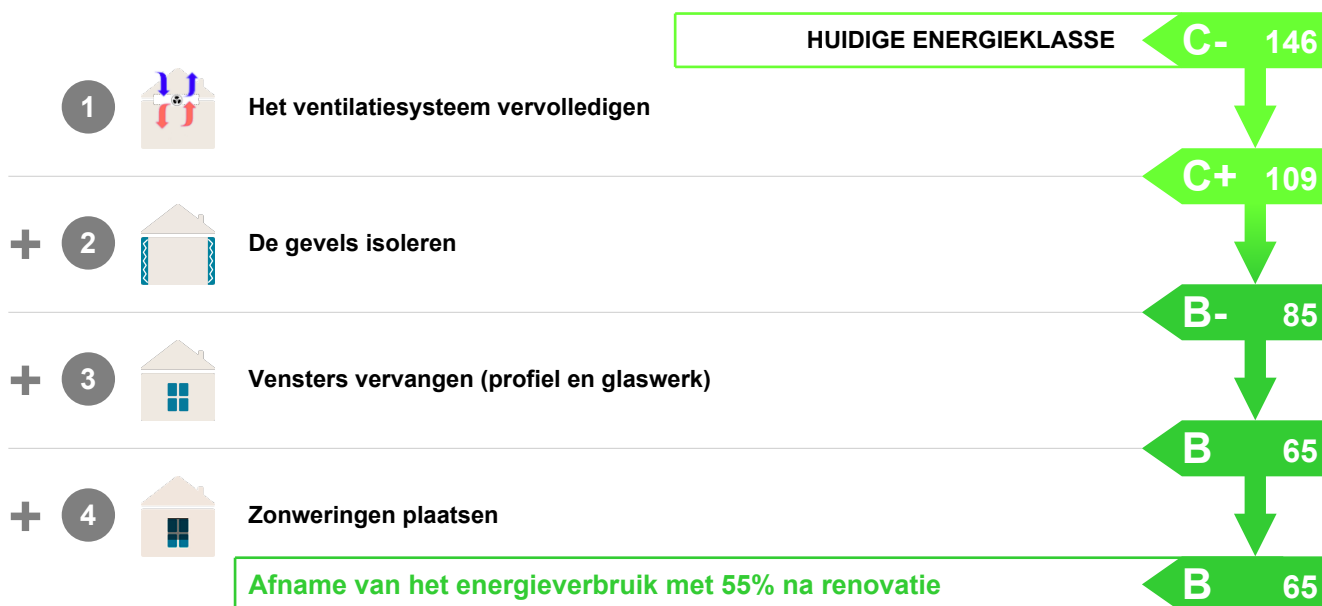 HUIDIGE ENERGIEKLASSE C- 146
1 Het ventilatiesysteem vervolledigen
C+ 109
+ 2 De gevels isoleren
B- 85
+ 3 Vensters vervangen (profiel en glaswerk)
B 65
+ 4 Zonweringen plaatsen
Afname van het energieverbruik met 55% na renovatie B 65